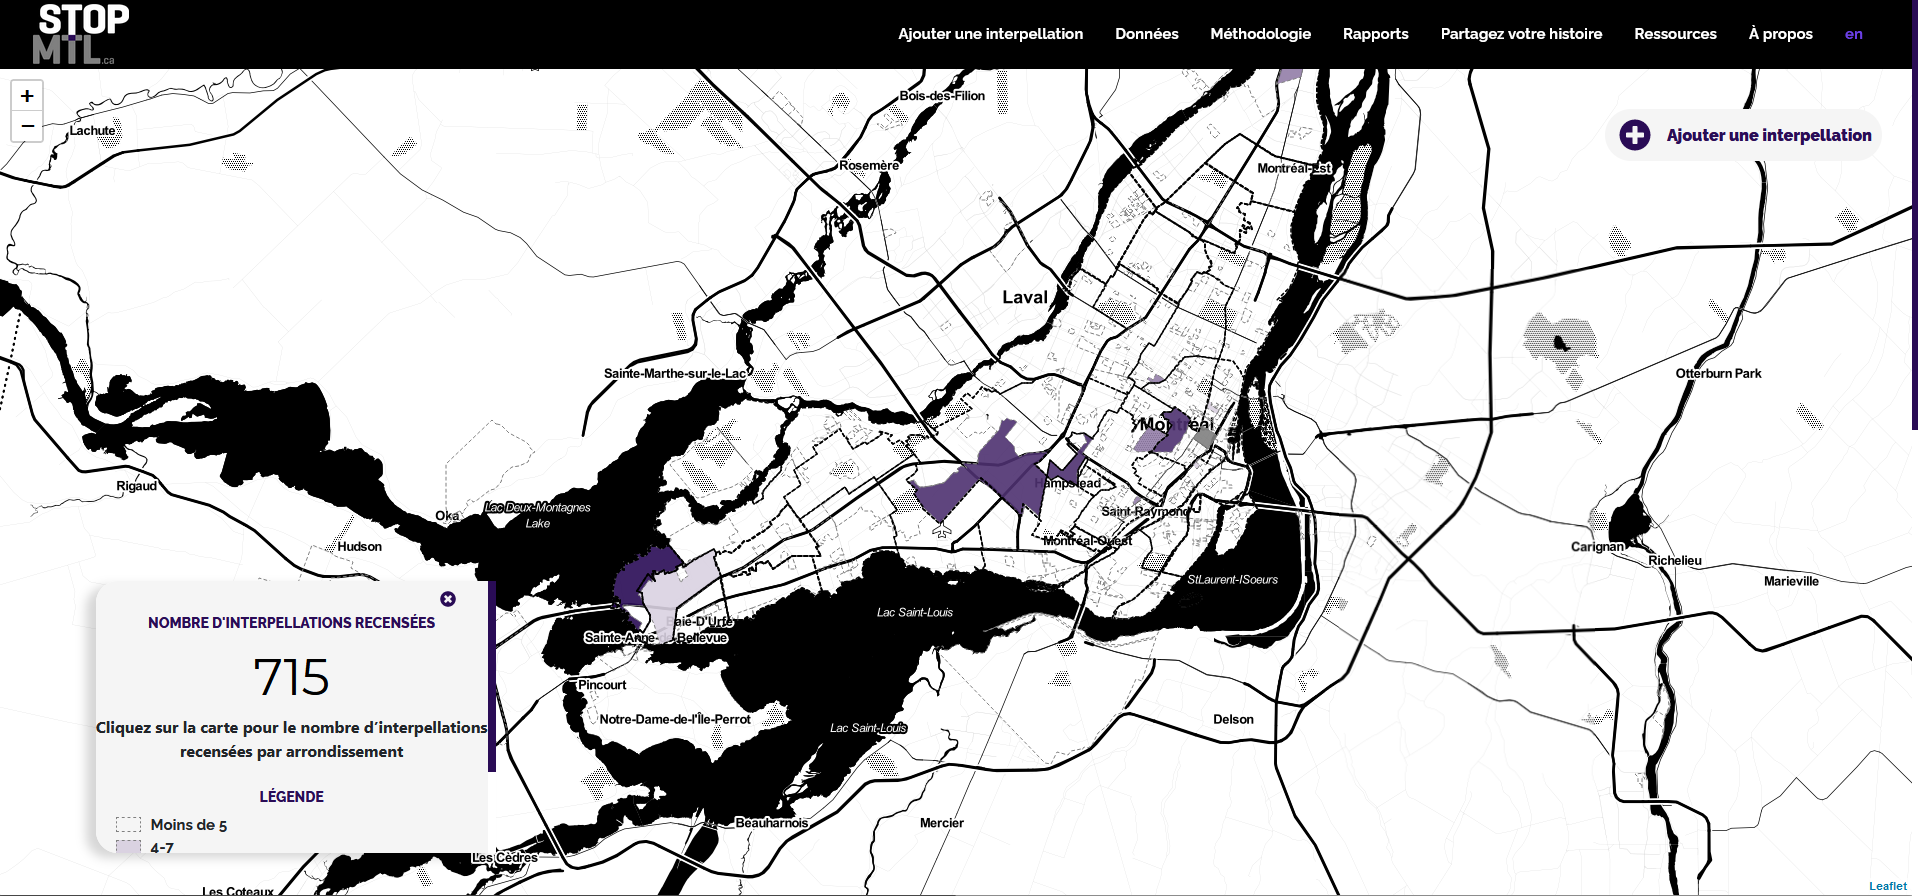 STOP
MTL.ca
Ajouter une interpellation
Données
Méthodologie
Rapports
Partagez votre histoire
Ressources
À propos
en
+
−
Ajouter une interpellation
Lachute
Bois-des-Filion
Rosemère
Montréal-Est
Laval
Sainte-Marthe-sur-le-Lac
Otterburn Park
Montréal
Rigaud
Hampstead
Oka
Lac Deux-Montagnes
Lake
Saint-Raymond
Hudson
Montréal-Ouest
Carignan
Richelieu
StLaurent-ISoeurs
Marieville
Lac Saint-Louis
Baie-D'Urfé
Sainte-Anne-de-Bellevue
Pincourt
Notre-Dame-de-l'Île-Perrot
Lac Saint-Louis
Delson
Beauharnois
Mercier
Les Cèdres
Les Coteaux
NOMBRE D'INTERPELLATIONS RECENSÉES
715
Cliquez sur la carte pour le nombre d´interpellations
recensées par arrondissement
LÉGENDE
Moins de 5
4-7
Leaflet